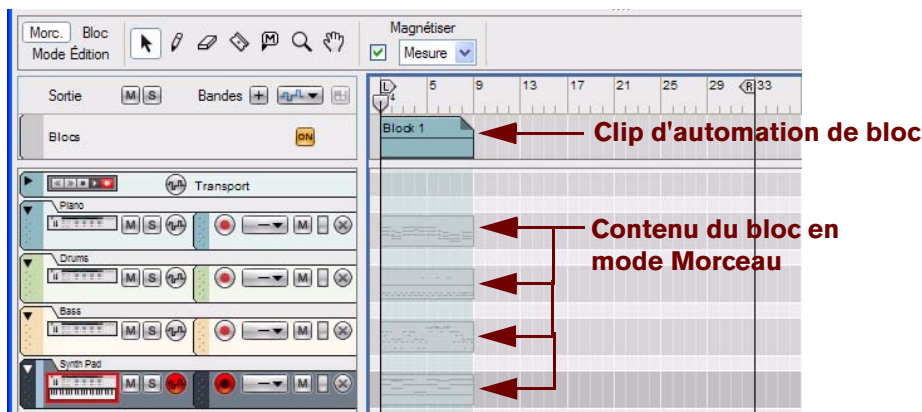 Morc. Bloc
Mode Édition
M
Magnétiser
Mesure
Sortie M S Bandes +
L 5 9 13 17 21 25 29 R 33
4
Blocs ON
Block 1
Clip d'automation de bloc
Transport
Piano
M S M
Contenu du bloc en
mode Morceau
Drums
M S M
Bass
M S M
Synth Pad
M S M